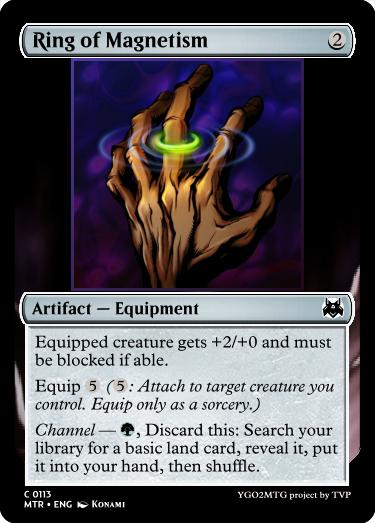 Ring of Magnetism 2
Artifact — Equipment
Equipped creature gets +2/+0 and must
be blocked if able.
Equip 5 (5: Attach to target creature you
control. Equip only as a sorcery.)
Channel — , Discard this: Search your
library for a basic land card, reveal it, put
it into your hand, then shuffle.
C 0113
MTR • ENG Konami
YGO2MTG project by TVP